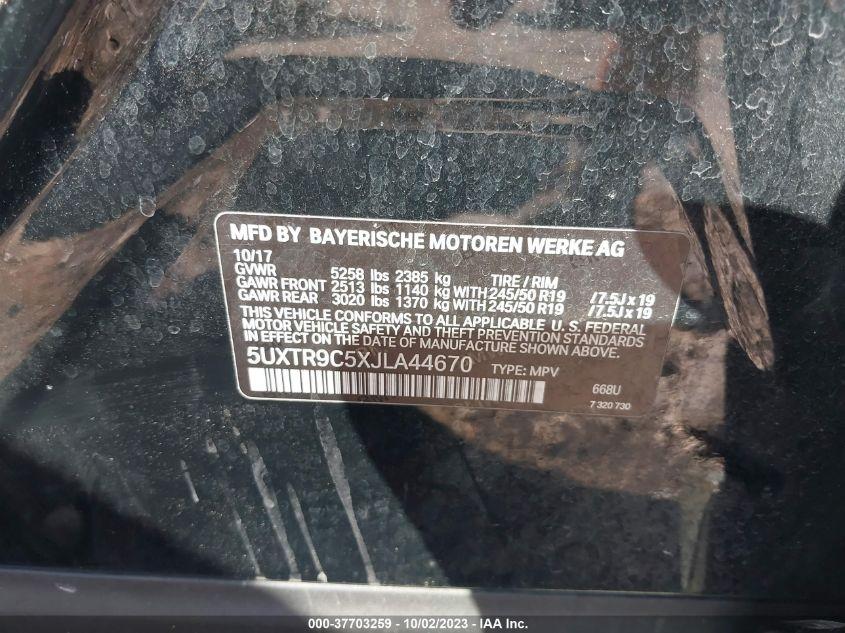 MFD BY BAYERISCHE MOTOREN WERKE AG
10/17
GVWR 5258 lbs 2385 kg TIRE / RIM
GAWR FRONT 2513 lbs 1140 kg WITH 245/50 R19 /7.5J x 19
GAWR REAR 3020 lbs 1370 kg WITH 245/50 R19 /7.5J x 19
THIS VEHICLE CONFORMS TO ALL APPLICABLE U. S. FEDERAL
MOTOR VEHICLE SAFETY AND THEFT PREVENTION STANDARDS
IN EFFECT ON THE DATE OF MANUFACTURE SHOWN ABOVE.
5UXTR9C5XJLA44670 TYPE: MPV
668U
7 320 730
000-37703259 - 10/02/2023 - IAA Inc.